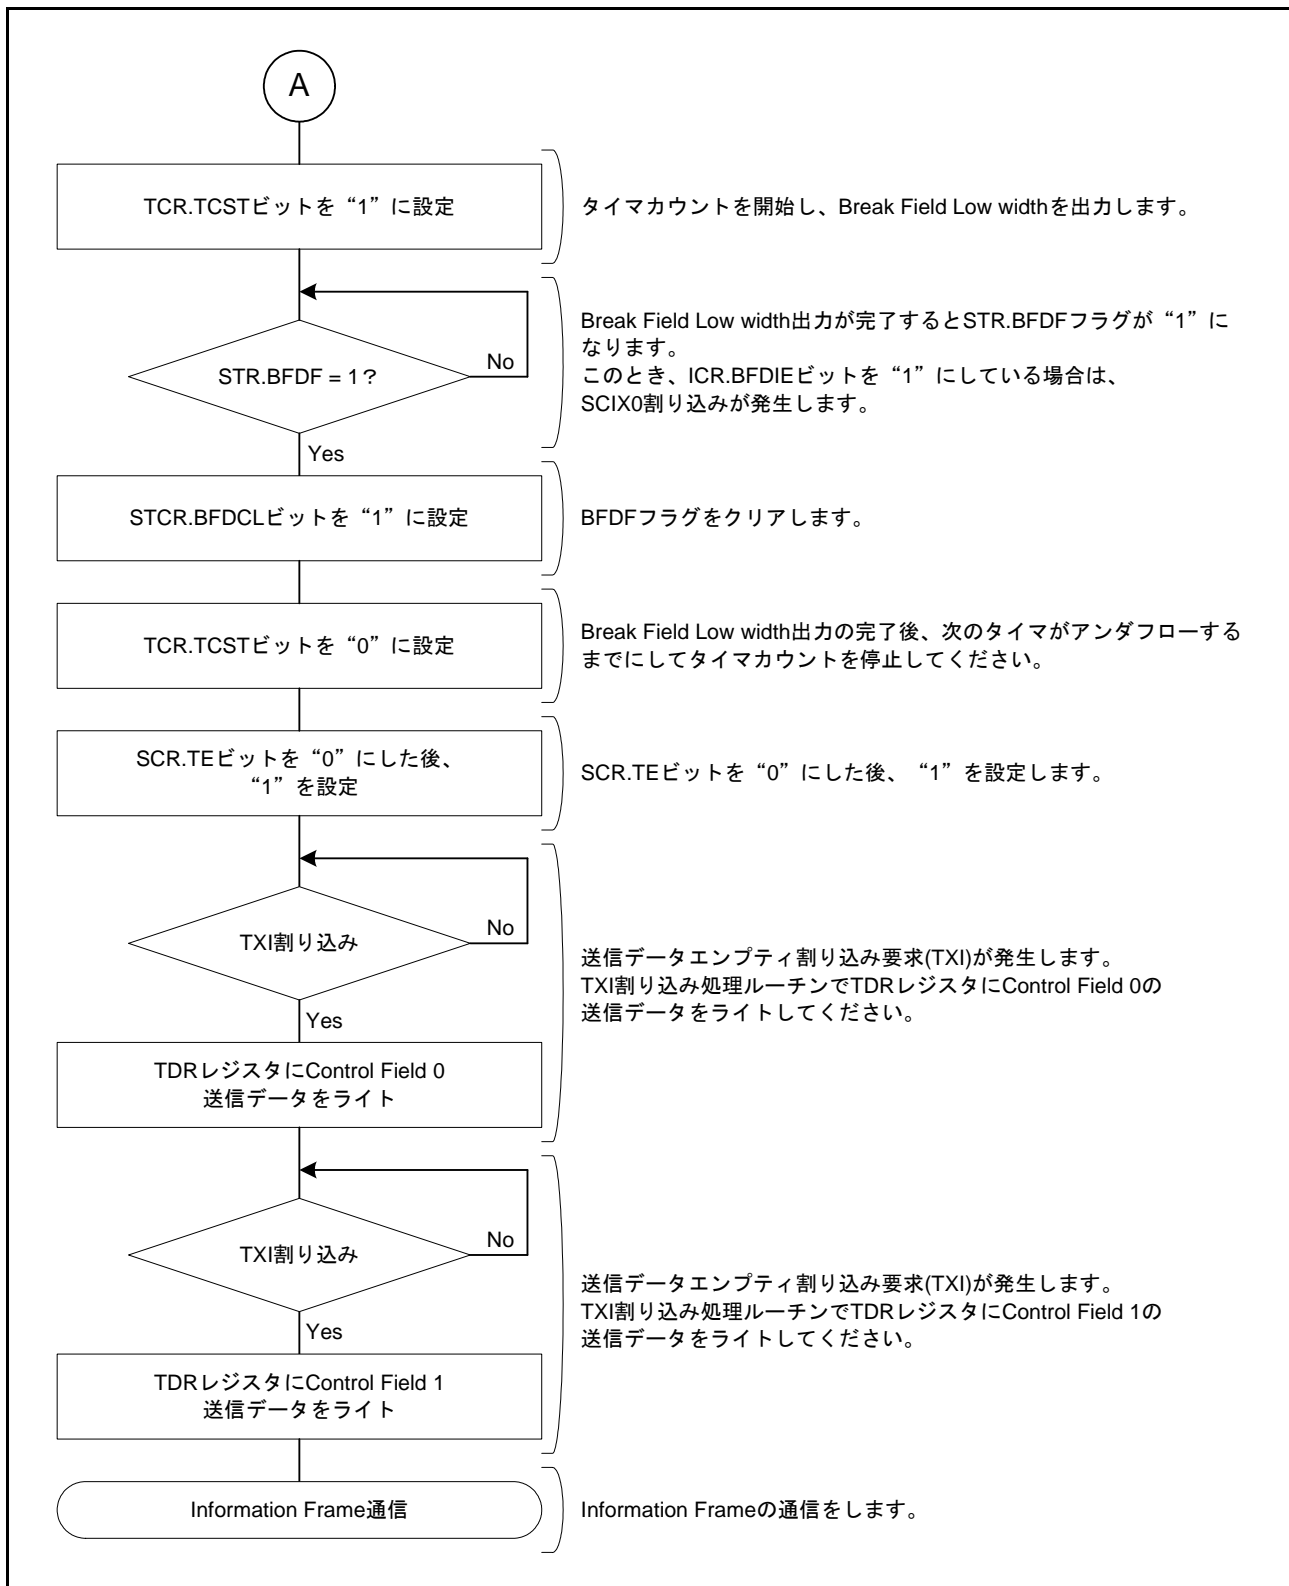 A
TCR.TCSTビットを“1”に設定
タイマカウントを開始し、Break Field Low widthを出力します。
STR.BFDF = 1?
No
Yes
Break Field Low width出力が完了するとSTR.BFDFフラグが“1”に
なります。
このとき、ICR.BFDIEビットを“1”にしている場合は、
SCIX0割り込みが発生します。
STCR.BFDCLビットを“1”に設定
BFDFフラグをクリアします。
TCR.TCSTビットを“0”に設定
Break Field Low width出力の完了後、次のタイマがアンダフローする
までにしてタイマカウントを停止してください。
SCR.TEビットを“0”にした後、
“1”を設定
SCR.TEビットを“0”にした後、“1”を設定します。
TXI割り込み
No
Yes
送信データエンプティ割り込み要求(TXI)が発生します。
TXI割り込み処理ルーチンでTDRレジスタにControl Field 0の
送信データをライトしてください。
TDRレジスタにControl Field 0
送信データをライト
TXI割り込み
No
Yes
送信データエンプティ割り込み要求(TXI)が発生します。
TXI割り込み処理ルーチンでTDRレジスタにControl Field 1の
送信データをライトしてください。
TDRレジスタにControl Field 1
送信データをライト
Information Frame通信
Information Frameの通信をします。